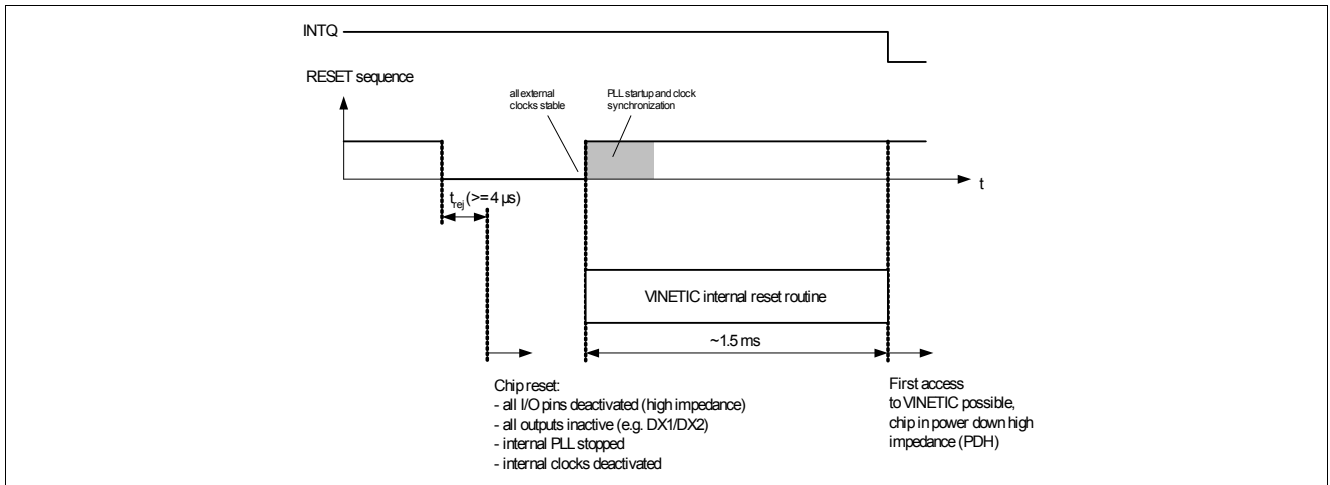 INTQ
RESET sequence
all external
clocks stable
PLL startup and clock
synchronization
t
trej (>= 4 µs)
VINETIC internal reset routine
~1.5 ms
Chip reset:
- all I/O pins deactivated (high impedance)
- all outputs inactive (e.g. DX1/DX2)
- internal PLL stopped
- internal clocks deactivated
First access
to VINETIC possible,
chip in power down high
impedance (PDH)